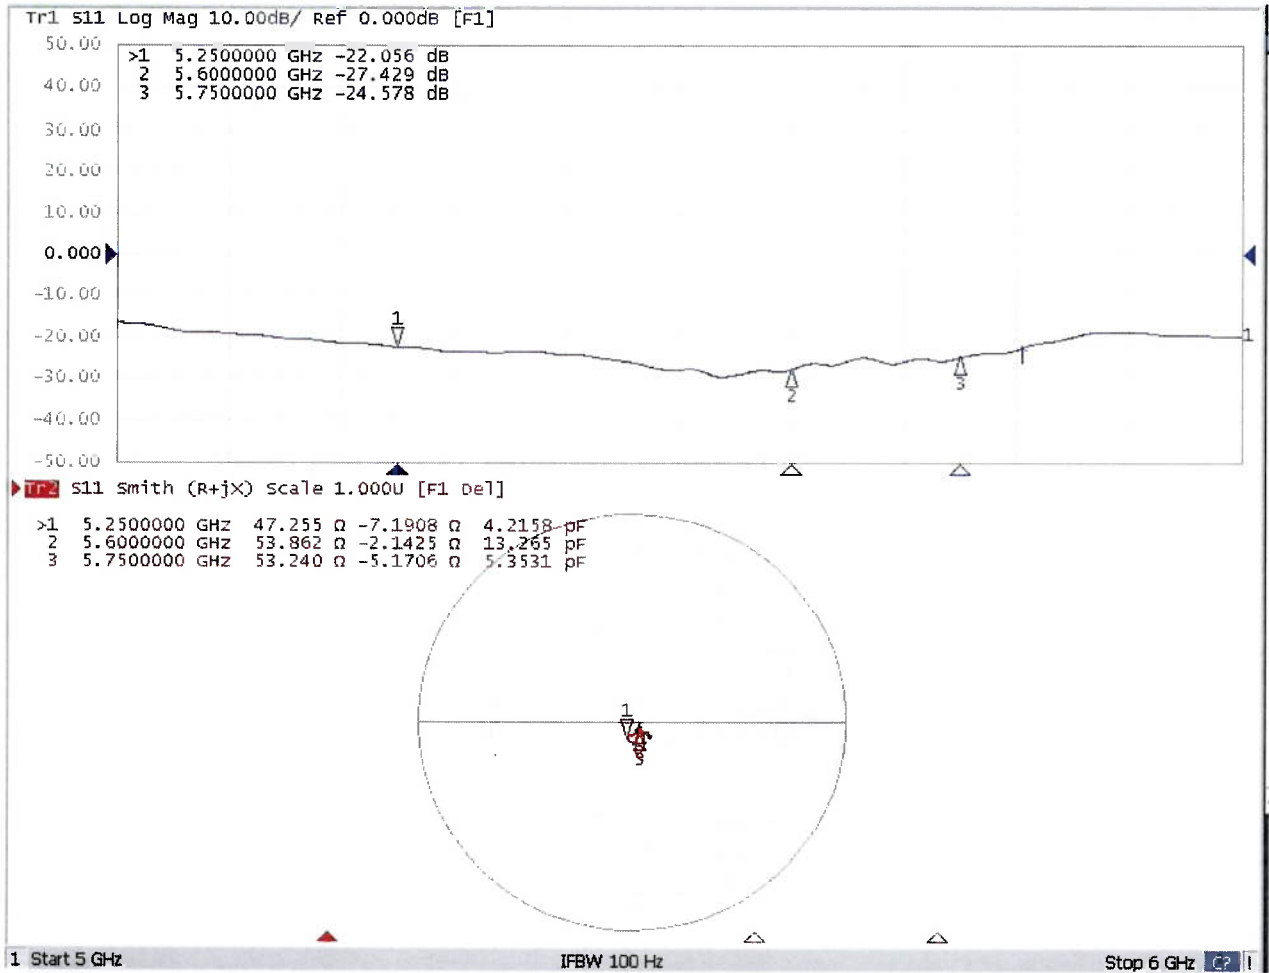 Tr1 S11 Log Mag 10.00dB/ Ref 0.000dB [F1]
50.00
>1 5.2500000 GHz -22.056 dB
2 5.6000000 GHz -27.429 dB
3 5.7500000 GHz -24.578 dB
40.00
30.00
20.00
10.00
0.000
-10.00
-20.00
-30.00
-40.00
-50.00
1
2
3
1
Tr2 S11 Smith (R+jX) Scale 1.000U [F1 Del]
>1 5.2500000 GHz 47.255 Ω -7.1908 Ω 4.2158 pF
2 5.6000000 GHz 53.862 Ω -2.1425 Ω 13.265 pF
3 5.7500000 GHz 53.240 Ω -5.1706 Ω 5.3531 pF
1
3
1 Start 5 GHz IFBW 100 Hz Stop 6 GHz C? !